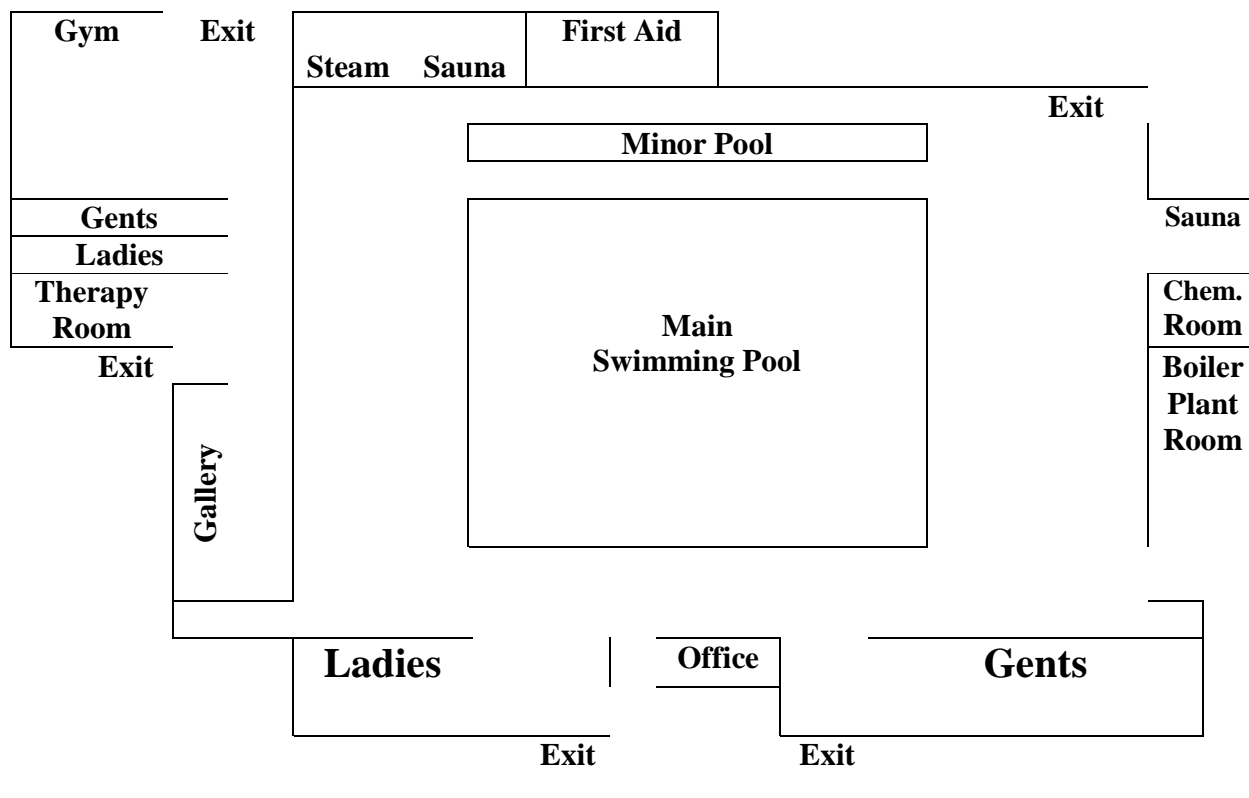 Gym Exit First Aid
Steam Sauna
Exit
Minor Pool
Gents Sauna
Ladies
Therapy Chem.
Room Main Room
Exit Swimming Pool Boiler
Plant
Room
Gallery
Ladies Office Gents
Exit Exit